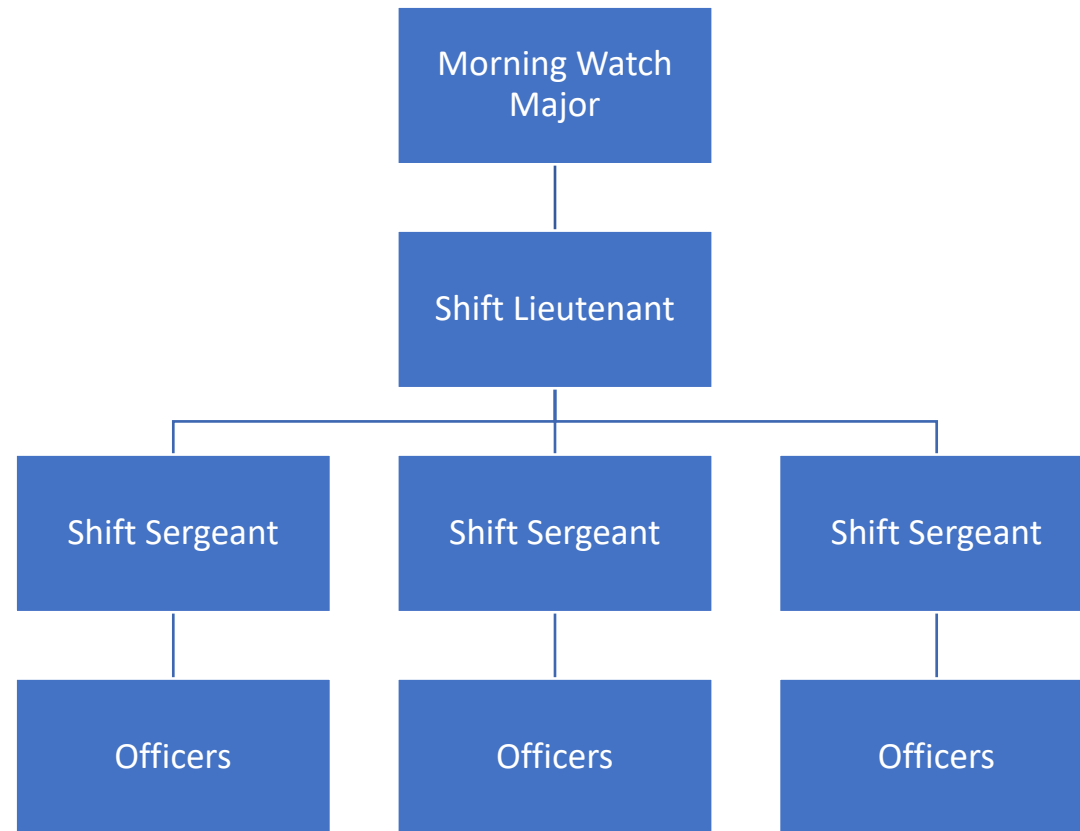 Morning Watch
Major
Shift Lieutenant
Shift Sergeant
Shift Sergeant
Shift Sergeant
Officers
Officers
Officers